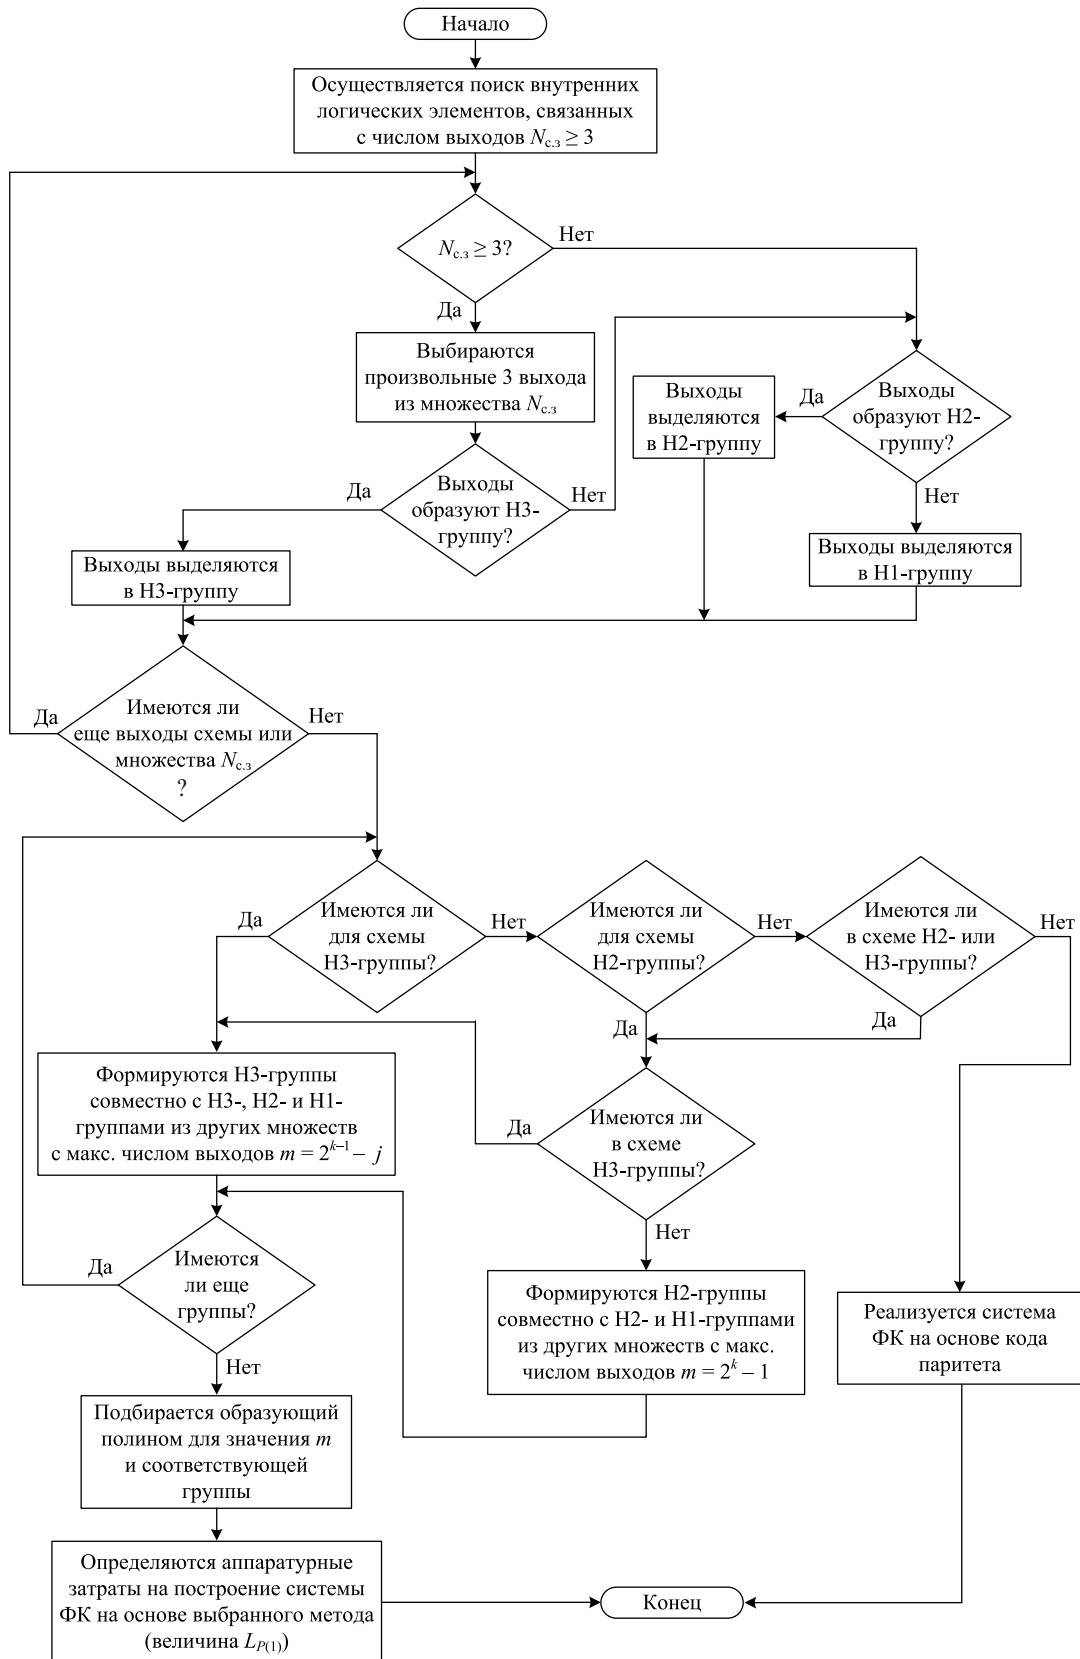 Начало
Осуществляется поиск внутренних
логических элементов, связанных
с числом выходов Nс.з ≥ 3
Nс.з ≥ 3?
Нет
Да
Выбираются
произвольные 3 выхода
из множества Nс.з
Выходы
образуют Н2-
группу?
Да
Выходы
выделяются
в Н2-группу
Нет
Выходы
образуют Н3-
группу?
Да
Нет
Выходы выделяются
в Н1-группу
Выходы выделяются
в Н3-группу
Имеются ли
еще выходы схемы или
множества Nс.з
?
Да
Нет
Имеются ли
для схемы
Н3-группы?
Да
Нет
Имеются ли
для схемы
Н2-группы?
Нет
Да
Имеются ли
в схеме Н2- или
Н3-группы?
Нет
Да
Формируются Н3-группы
совместно с Н3-, Н2- и Н1-
группами из других множеств
с макс. числом выходов m = 2^{k–1} – j
Имеются ли
в схеме
Н3-группы?
Да
Нет
Имеются
ли еще
группы?
Да
Нет
Формируются Н2-группы
совместно с Н2- и Н1-группами
из других множеств с макс.
числом выходов m = 2^k – 1
Реализуется система
ФК на основе кода
паритета
Подбирается образующий
полином для значения m
и соответствующей
группы
Определяются аппаратурные
затраты на построение системы
ФК на основе выбранного метода
(величина L_{P(1)})
Конец